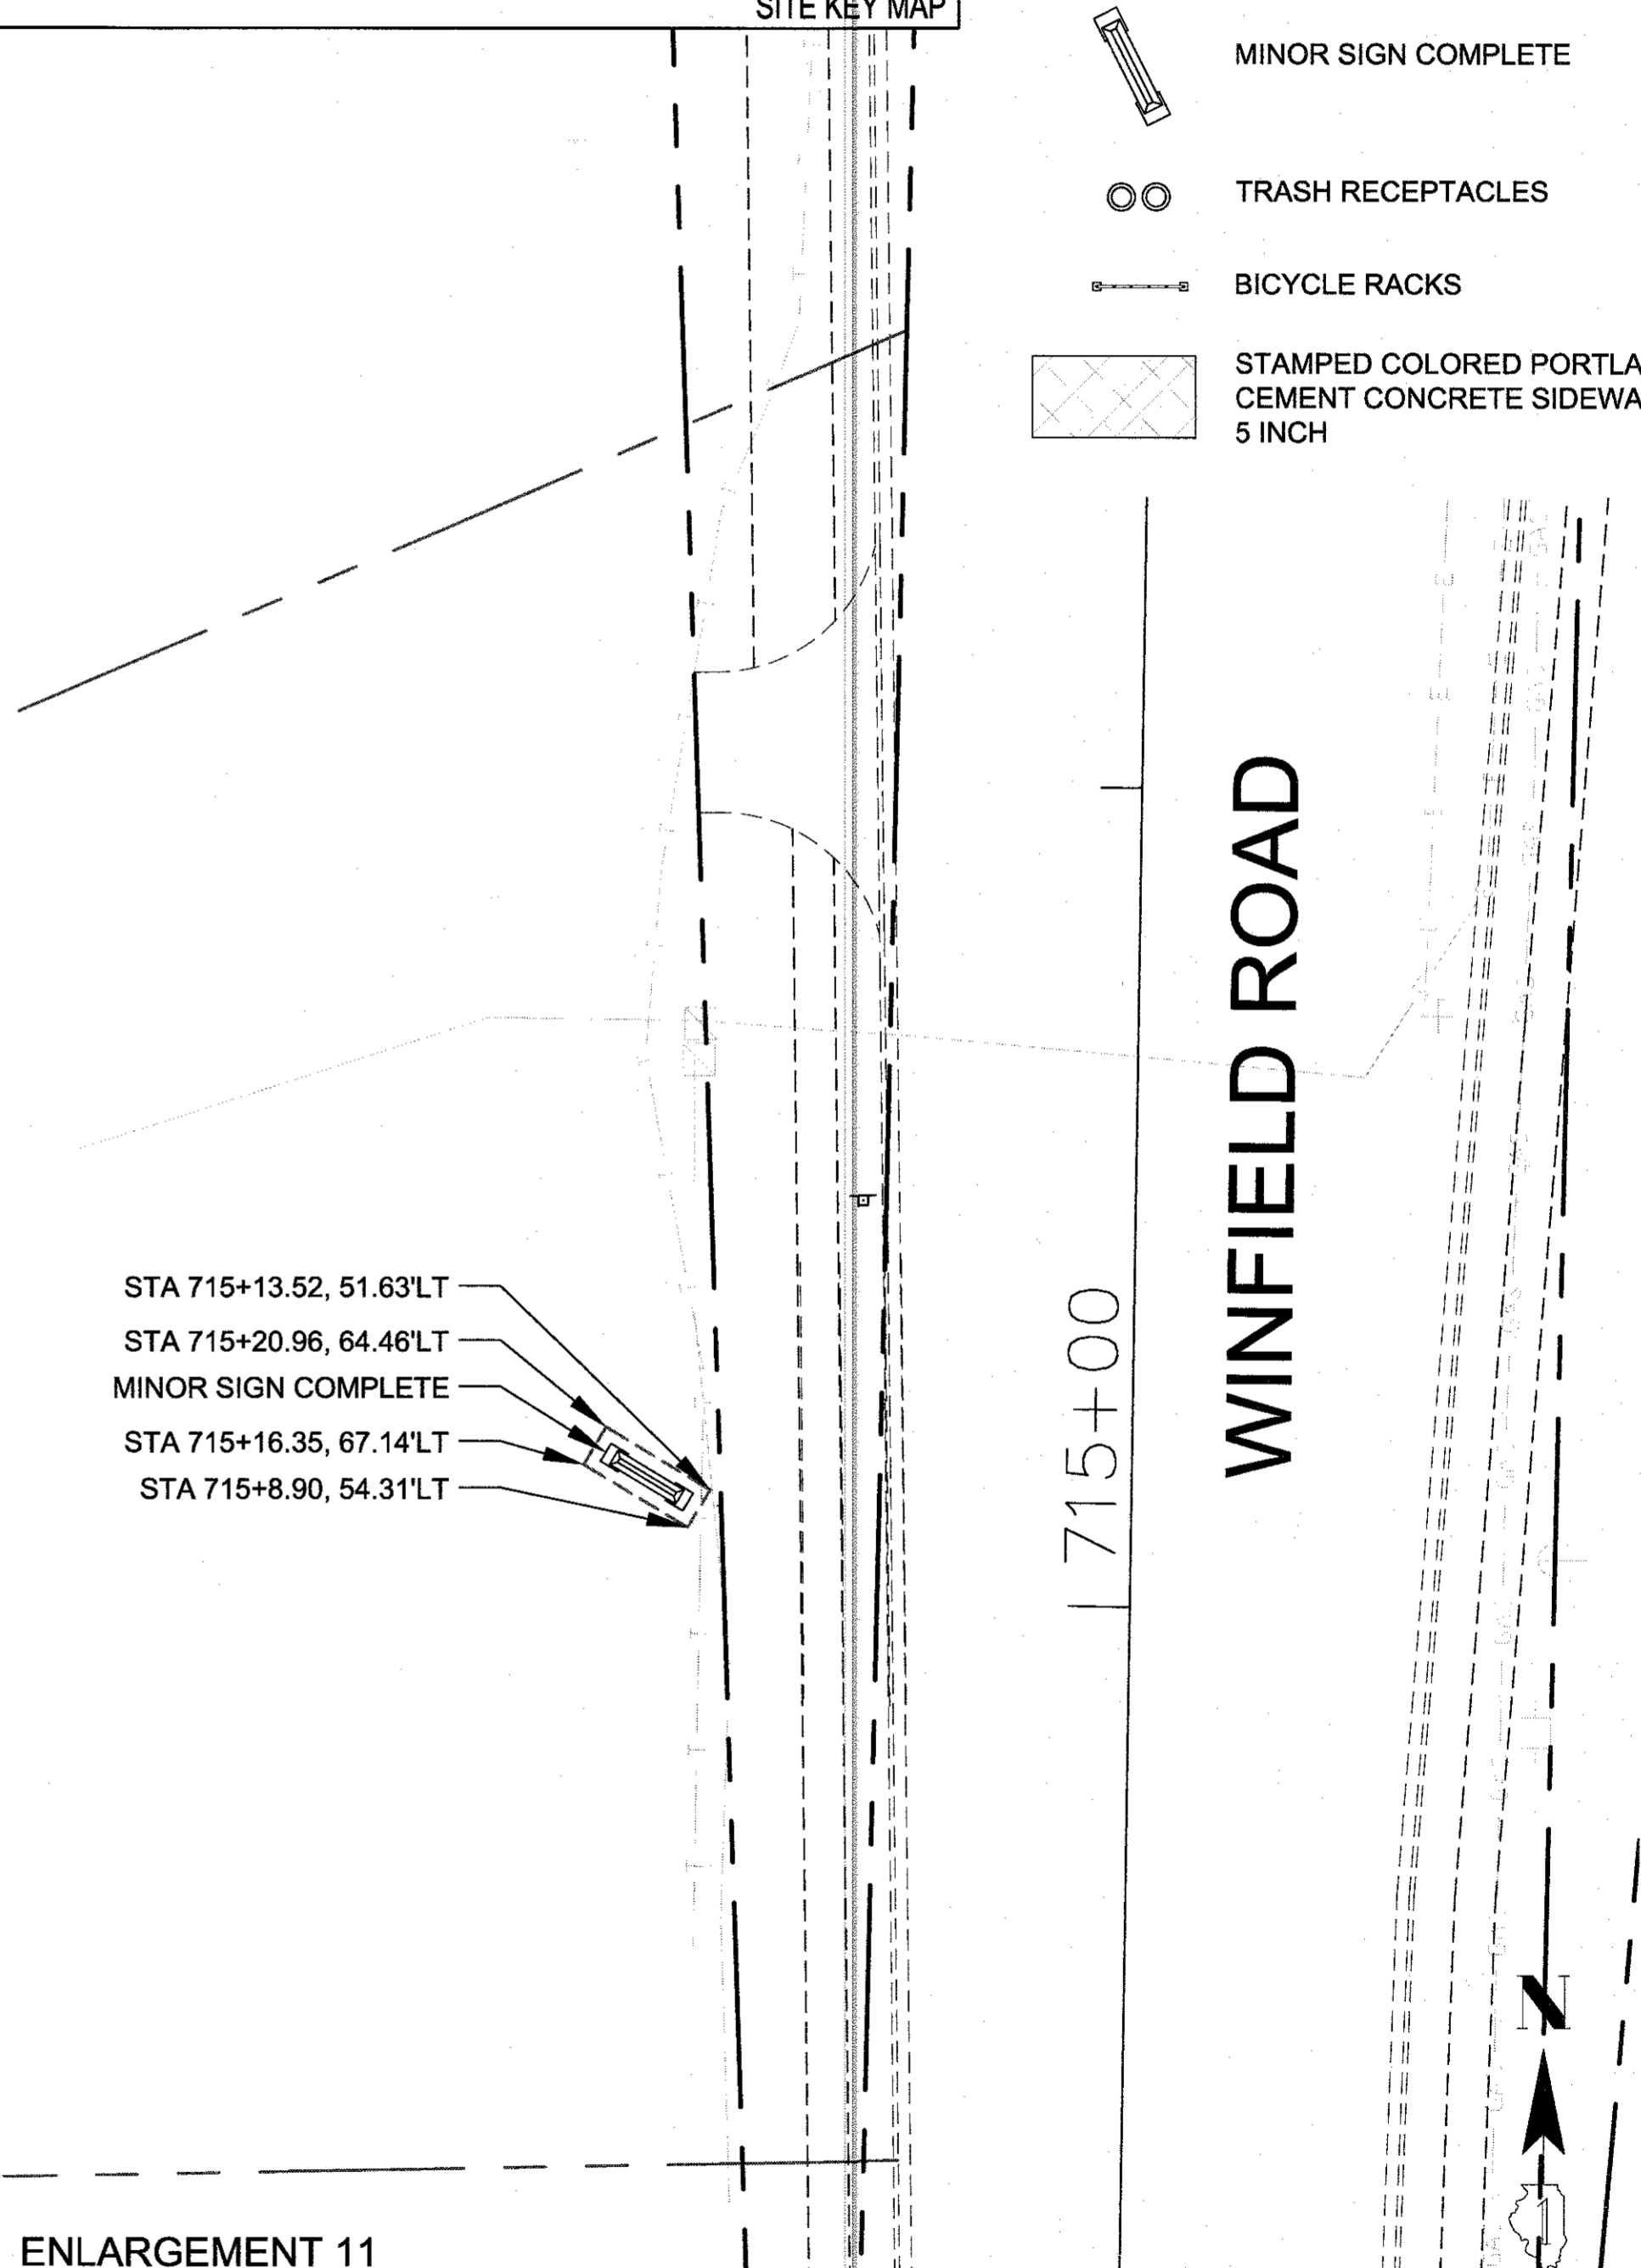 SITE KEY MAP
MINOR SIGN COMPLETE
TRASH RECEPTACLES
BICYCLE RACKS
STAMPED COLORED PORTLA
CEMENT CONCRETE SIDEWA
5 INCH
WINFIELD ROAD
715+00
STA 715+13.52, 51.63'LT
STA 715+20.96, 64.46'LT
MINOR SIGN COMPLETE
STA 715+16.35, 67.14'LT
STA 715+8.90, 54.31'LT
N
1
ENLARGEMENT 11